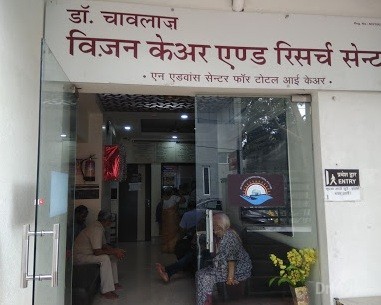 डॉ. चावलाज़
विज़न केअर एण्ड रिसर्च सेन्ट
• एन एडवांस सेन्टर फॉर टोटल आई केअर •
प्रवेश द्वार
ENTRY